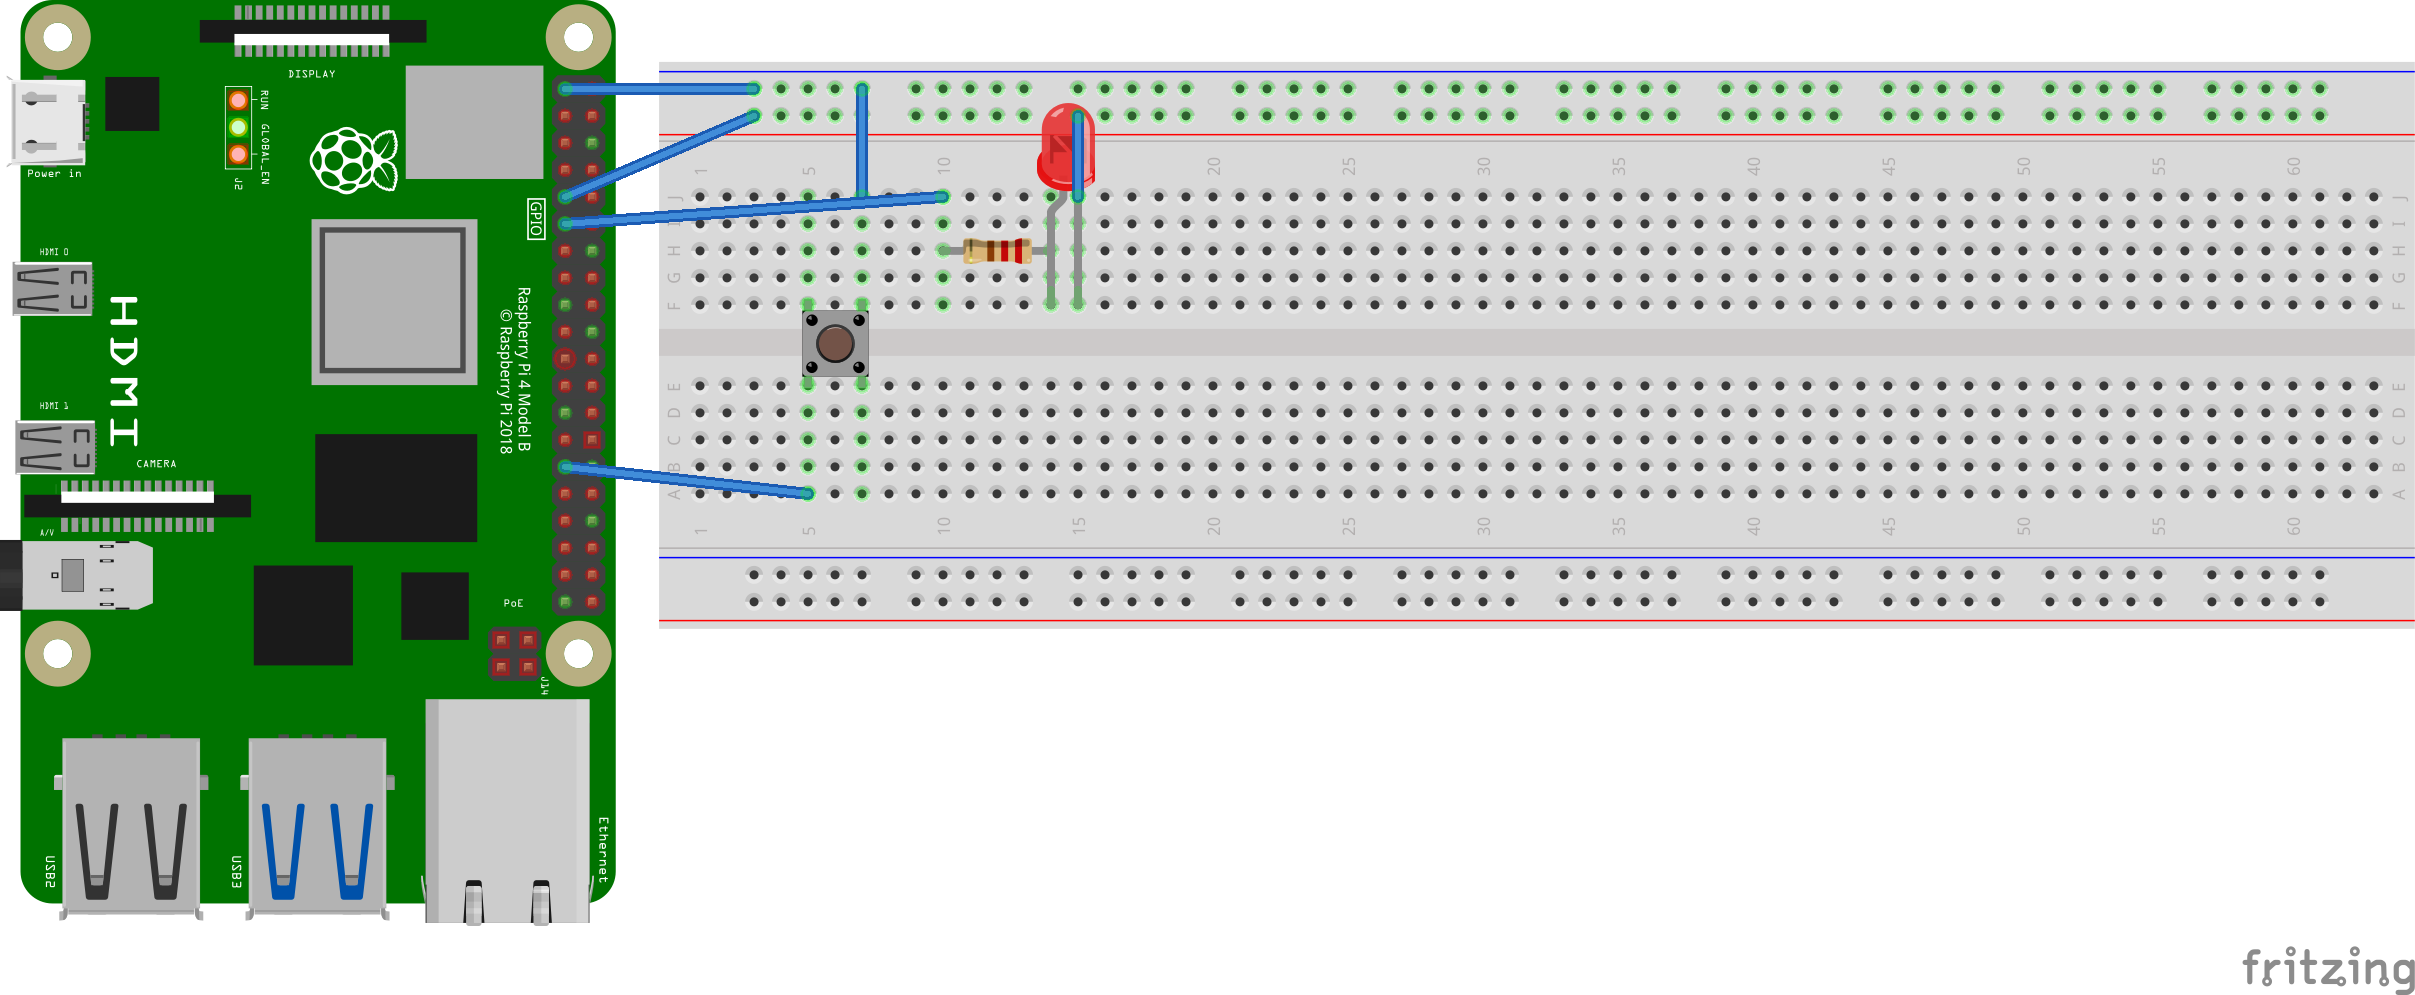 DISPLAY
RUN
GLOBAL_EN
J2
Power in
GPIO
HDMI 0
HDMI
Raspberry Pi 4 Model B
© Raspberry Pi 2018
HDMI 1
CAMERA
A/V
PoE
J14
USB2
USB3
Ethernet
1 5 10 15 20 25 30 35 40 45 50 55 60
J J
I I
H H
G G
F F
E E
D D
C C
B B
A A
1 5 10 15 20 25 30 35 40 45 50 55 60
fritzing